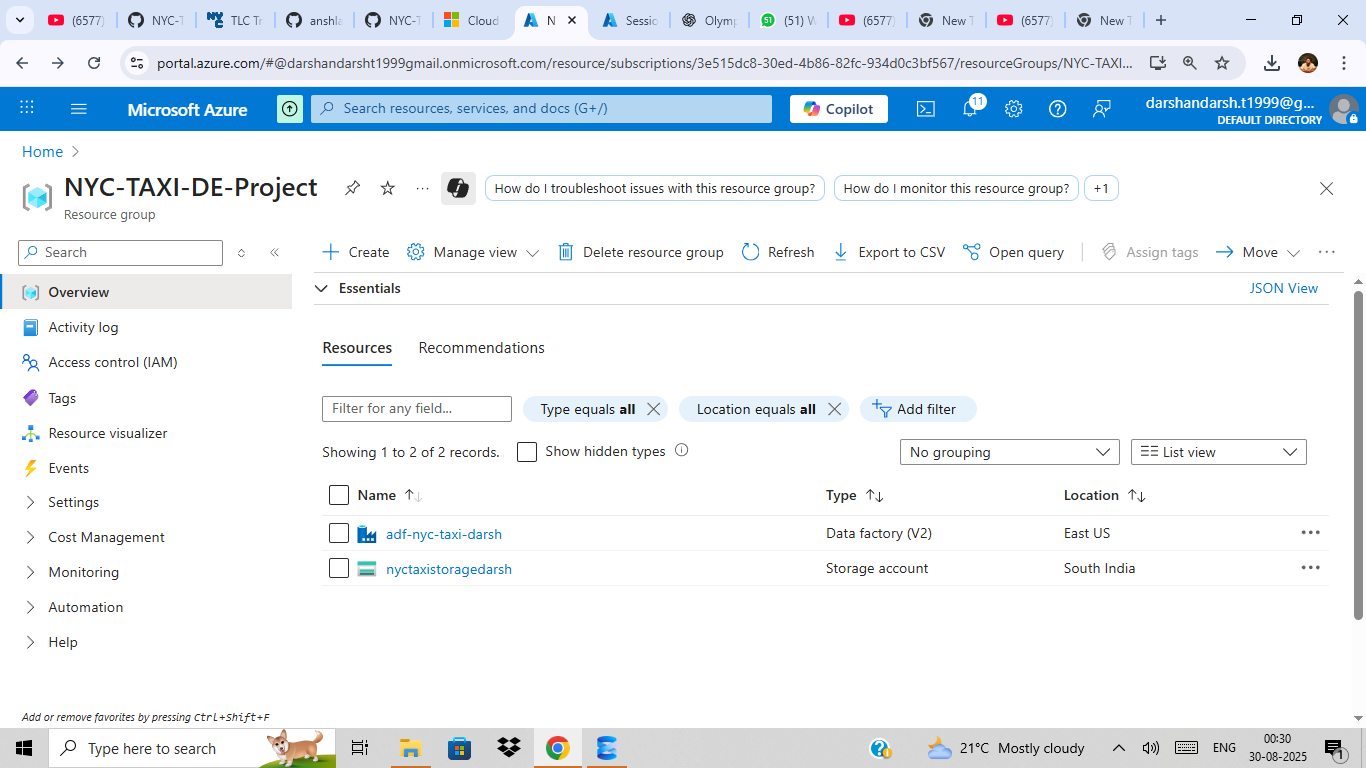 (6577)
NYC-T
TLC Tr
anshla
NYC-T
Cloud
N
Sessio
Olymp
(51) W
(6577)
New T
(6577)
New T
portal.azure.com/#@darshandarsht1999gmail.onmicrosoft.com/resource/subscriptions/3e515dc8-30ed-4b86-82fc-934d0c3bf567/resourceGroups/NYC-TAXI...
Microsoft Azure
Search resources, services, and docs (G+/)
Copilot
11
darshandarsh.t1999@g...
DEFAULT DIRECTORY
Home
NYC-TAXI-DE-Project
Resource group
How do I troubleshoot issues with this resource group?
How do I monitor this resource group?
+1
Search
Create
Manage view
Delete resource group
Refresh
Export to CSV
Open query
Assign tags
Move
Overview
Activity log
Access control (IAM)
Tags
Resource visualizer
Events
Settings
Cost Management
Monitoring
Automation
Help
Add or remove favorites by pressing Ctrl+Shift+F
Essentials
JSON View
Resources Recommendations
Filter for any field...
Type equals all
Location equals all
Add filter
Showing 1 to 2 of 2 records.
Show hidden types
No grouping
List view
Name Type Location
adf-nyc-taxi-darsh Data factory (V2) East US
nyctaxistoragedarsh Storage account South India
Type here to search
21°C Mostly cloudy
ENG
00:30
30-08-2025
1